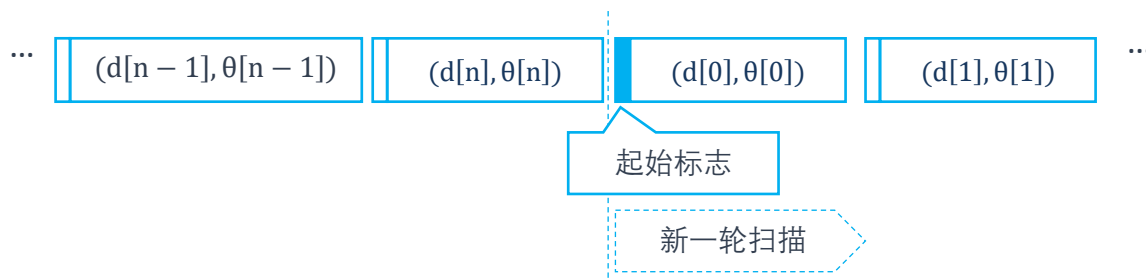 … (d[n − 1], θ[n − 1]) (d[n], θ[n]) (d[0], θ[0]) (d[1], θ[1]) …
起始标志
新一轮扫描